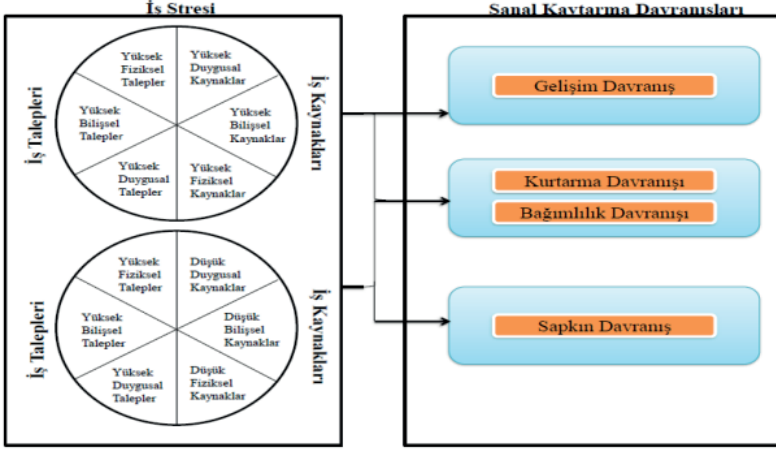 İş Stresi
Sanal Kaytarma Davranışları
İş Talepleri
Yüksek
Fiziksel
Talepler
Yüksek
Duygusal
Kaynaklar
Yüksek
Bilişsel
Talepler
Yüksek
Bilişsel
Kaynaklar
Yüksek
Duygusal
Talepler
Yüksek
Fiziksel
Kaynaklar
İş Kaynakları
İş Talepleri
Yüksek
Fiziksel
Talepler
Düşük
Duygusal
Kaynaklar
Yüksek
Bilişsel
Talepler
Düşük
Bilişsel
Kaynaklar
Yüksek
Duygusal
Talepler
Düşük
Fiziksel
Kaynaklar
İş Kaynakları
Gelişim Davranış
Kurtarma Davranışı
Bağımlılık Davranışı
Sapkın Davranış